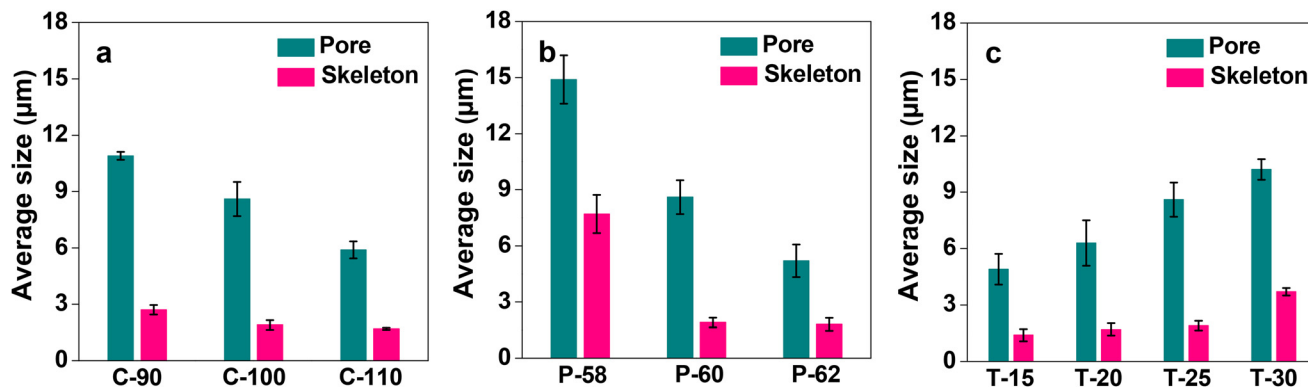 a
Average size (μm)
18
15
12
9
6
3
0
Pore
Skeleton
C-90 C-100 C-110
b
Average size (μm)
18
15
12
9
6
3
0
Pore
Skeleton
P-58 P-60 P-62
c
Average size (μm)
18
15
12
9
6
3
0
Pore
Skeleton
T-15 T-20 T-25 T-30